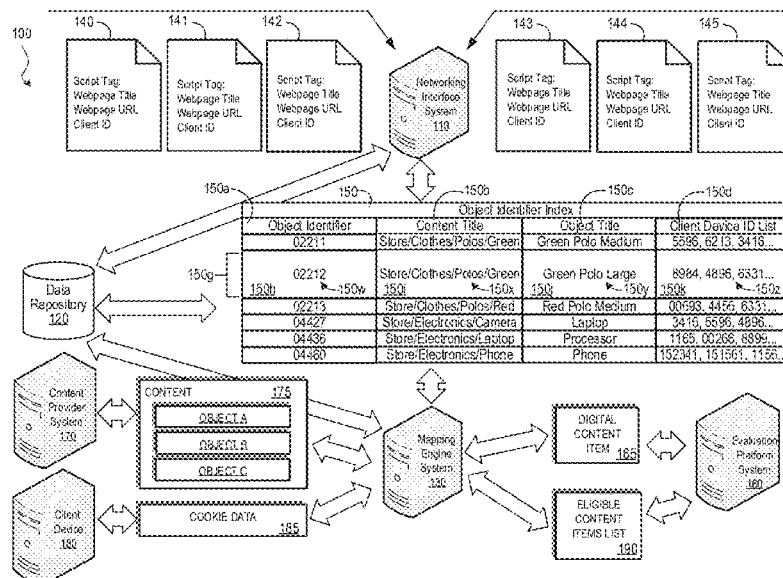 100
140
Script Tag:
Webpage Title
Webpage URL
Client ID
141
Script Tag:
Webpage Title
Webpage URL
Client ID
142
Script Tag:
Webpage Title
Webpage URL
Client ID
Networking
Interface
System
110
143
Script Tag:
Webpage Title
Webpage URL
Client ID
144
Script Tag:
Webpage Title
Webpage URL
Client ID
145
Script Tag:
Webpage Title
Webpage URL
Client ID
150a
150
150b
150c
150d
Object Identifier Index
Object Identifier Content Title Object Title Client Device ID List
02211 Store/Clothes/Polos/Green Green Polo Medium 5596, 6213, 3416...
02212 Store/Clothes/Polos/Green Green Polo Large 8984, 4896, 6331...
150g
150h 150w 150i 150x 150j 150y 150k 150z
02213 Store/Clothes/Polos/Red Red Polo Medium 00693, 4456, 6331...
04427 Store/Electronics/Camera Laptop 3416, 5596, 4896...
04436 Store/Electronics/Laptop Processor 1165, 00266, 8899...
04460 Store/Electronics/Phone Phone 152341, 151561, 1156...
Data
Repository
120
Content
Provider
System
170
CONTENT 175
OBJECT A
OBJECT B
OBJECT C
Client
Device
180
COOKIE DATA
185
Mapping
Engine
System
130
DIGITAL
CONTENT
ITEM 165
ELIGIBLE
CONTENT
ITEMS LIST
190
Evaluation
Platform
System
160